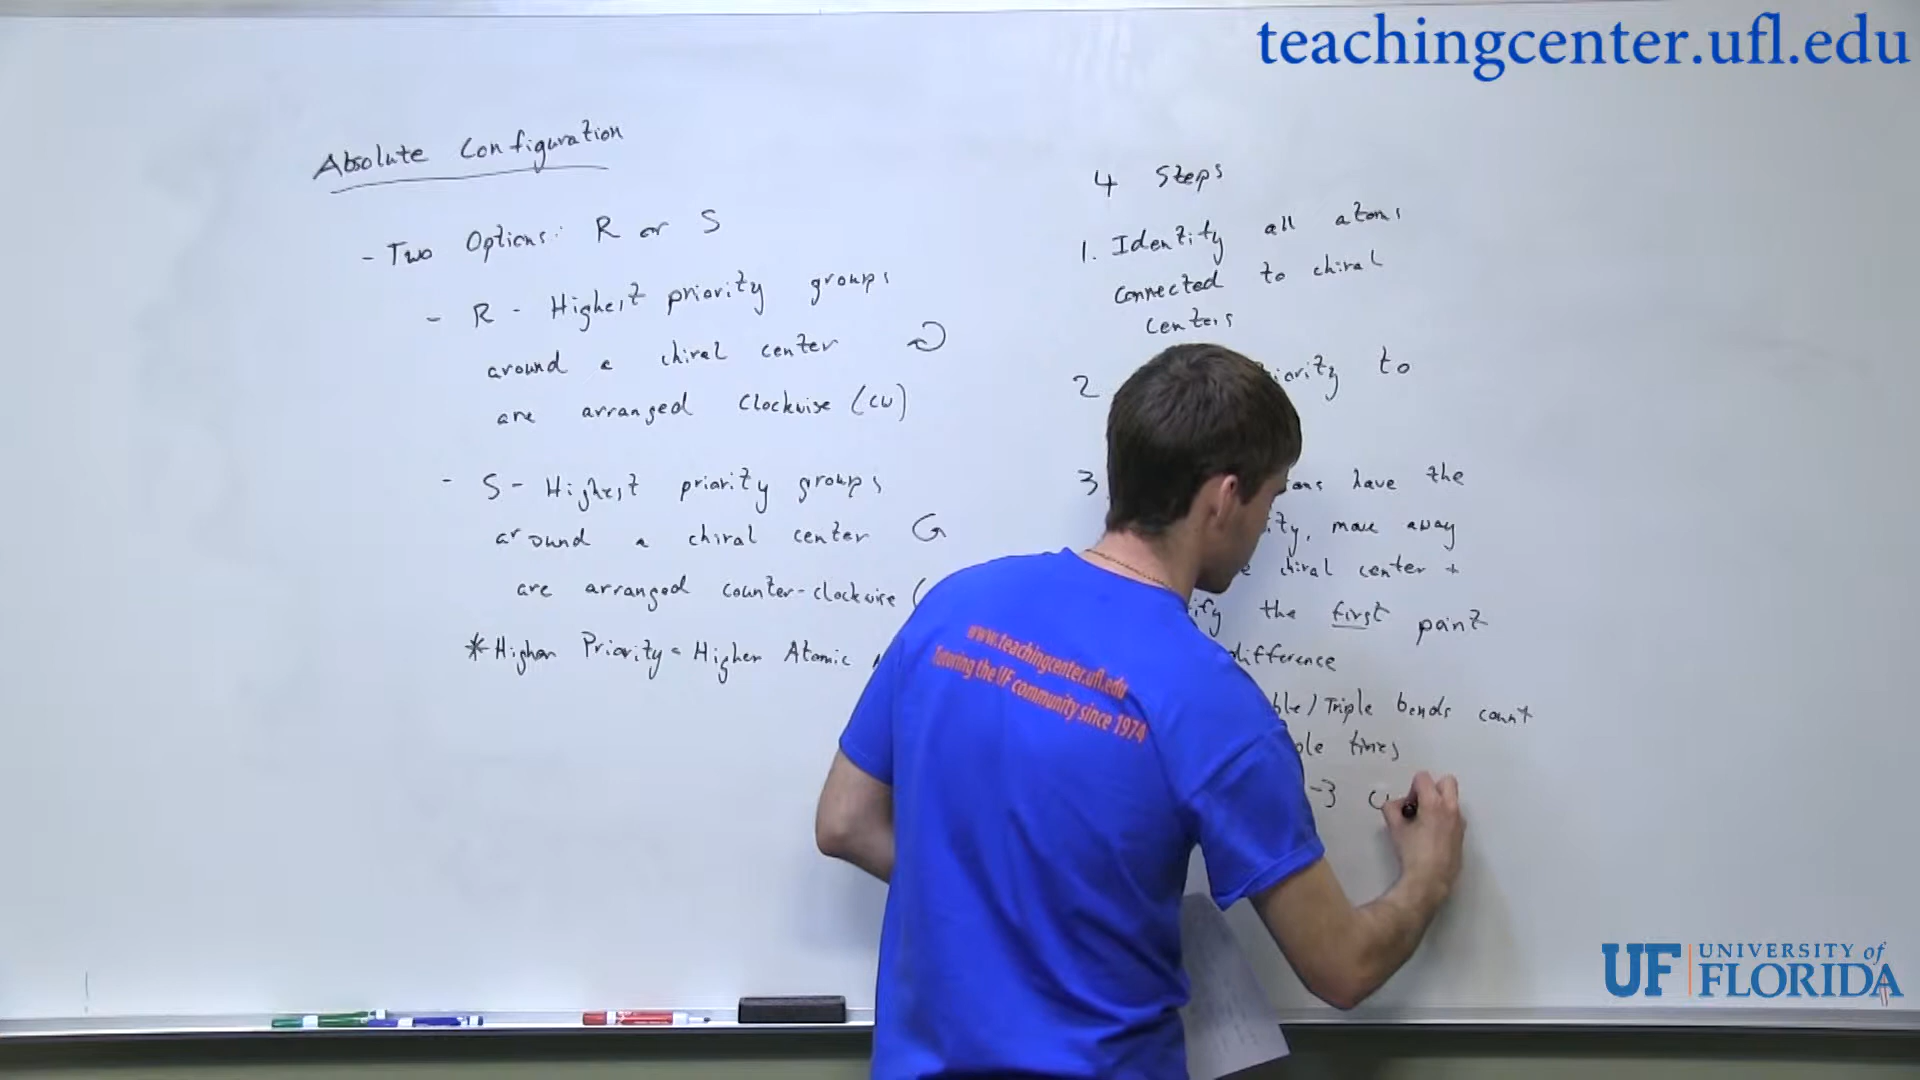 teachingcenter.ufl.edu
Absolute Configuration
- Two Options: R or S
- R - Highest priority groups
around a chiral center
are arranged Clockwise (CW)
- S - Highest priority groups
around a chiral center
are arranged counter-clockwise (
*Higher Priority = Higher Atomic
4 Steps
1. Identify all atoms
connected to chiral
centers
2 to
3. have the
move away
chiral center +
the first point
difference
/Triple bonds count
times
-3
www.teachingcenter.ufl.edu
Tutoring the UF community since 1974
UF UNIVERSITY of
FLORIDA